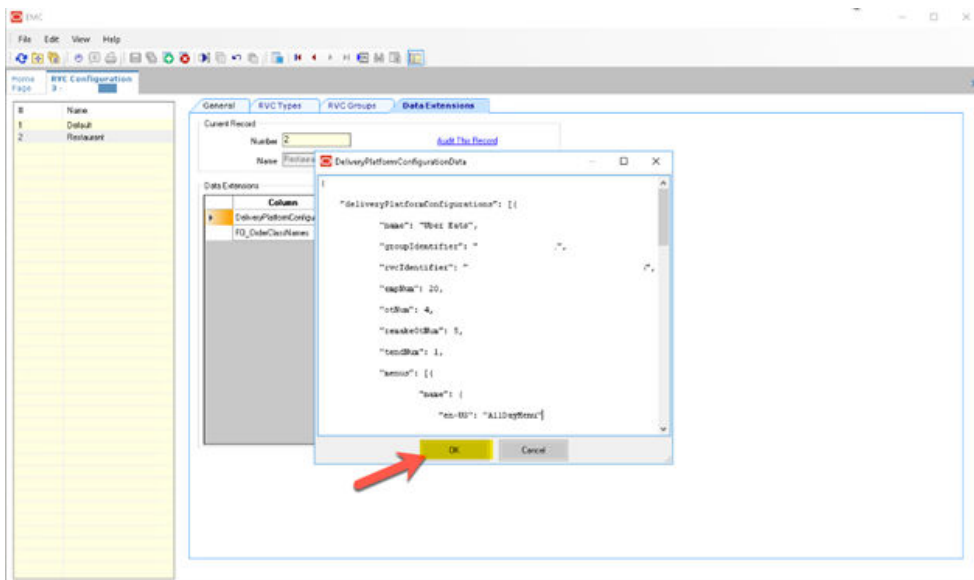 EMC
File Edit View Help
Home Page
RVC Configuration
# Name
1 Default
2 Restaurant
General RVC Types RVC Groups Data Extensions
Current Record
Number 2 Audit This Record
Name Restaura
DeliveryPlatformConfigurationData
Data Extensions
Column
DeliveryPlatformConfigu
FO_OrderClassNames
{
"deliveryPlatformConfigurations": [{
"name": "Uber Eats",
"groupIdentifier": " ",
"rvcIdentifier": " ",
"empNum": 20,
"otNum": 4,
"remakeOtNum": 5,
"tendNum": 1,
"menus": [{
"name": {
"en-US": "AllDayMenu"
OK Cancel